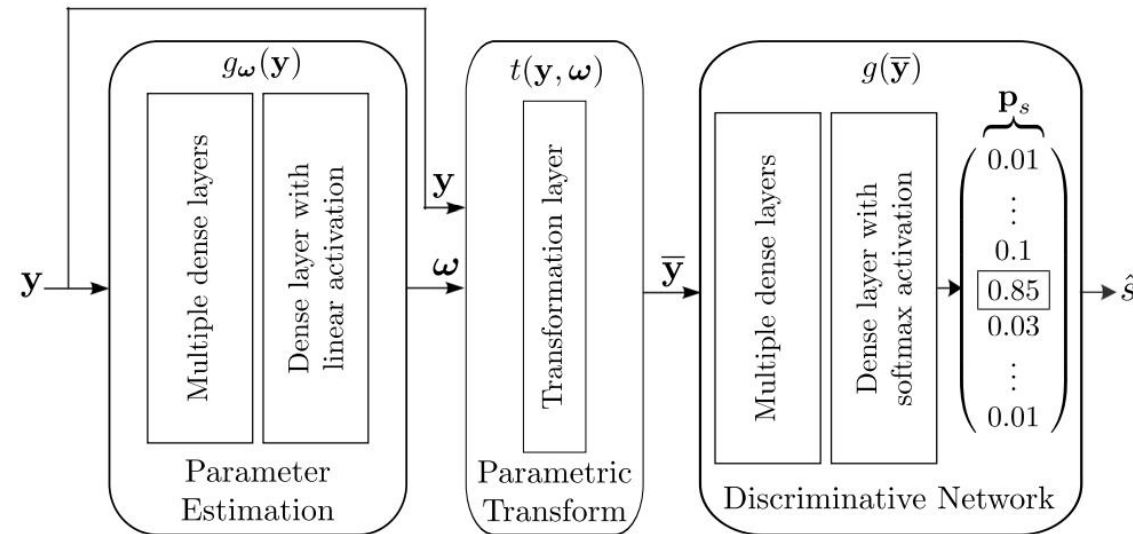 y
g_ω(y)
Multiple dense layers
Dense layer with
linear activation
Parameter
Estimation
y
ω
t(y, ω)
Transformation layer
Parametric
Transform
ȳ
g(ȳ)
Multiple dense layers
Dense layer with
softmax activation
p_s
0.01
⋮
0.1
0.85
0.03
⋮
0.01
Discriminative Network
ŝ